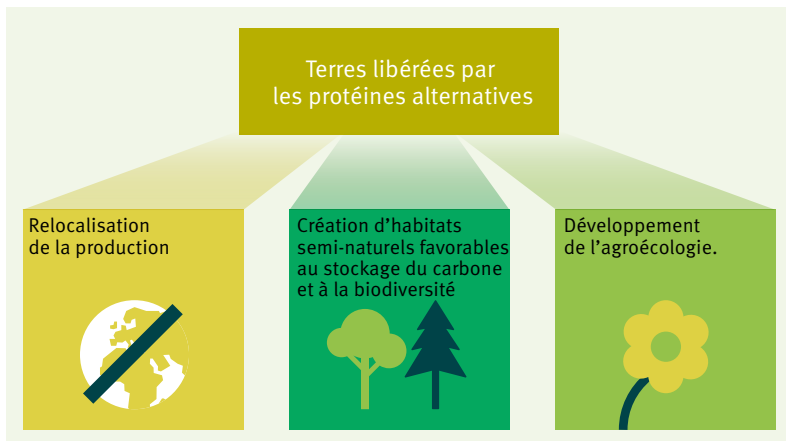 Terres libérées par
les protéines alternatives
Relocalisation
de la production
Création d'habitats
semi-naturels favorables
au stockage du carbone
et à la biodiversité
Développement
de l'agroécologie.